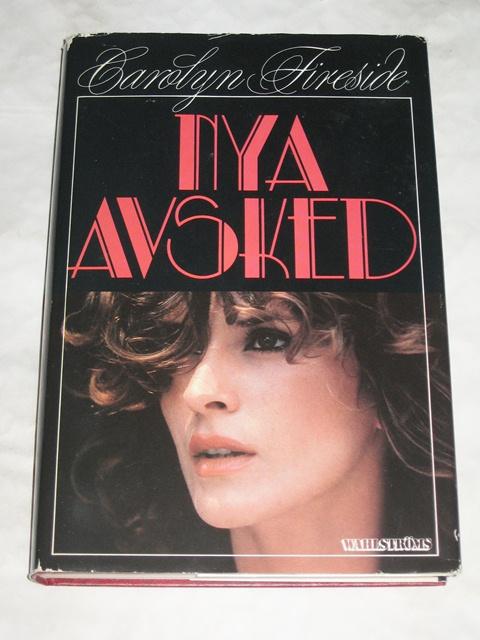 Carolyn Fireside
NYA
AVSKED
WAHLSTRÖMS